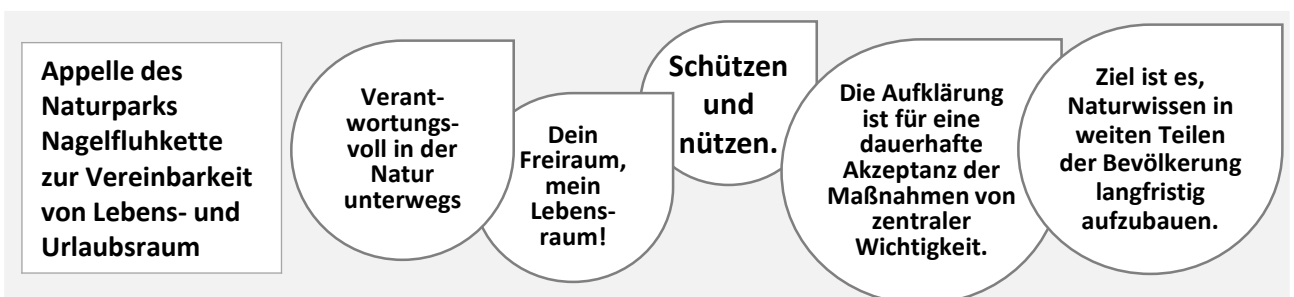 Appelle des
Naturparks
Nagelfluhkette
zur Vereinbarkeit
von Lebens- und
Urlaubsraum
Verant-
wortungs-
voll in der
Natur
unterwegs
Dein
Freiraum,
mein
Lebens-
raum!
Schützen
und
nützen.
Die Aufklärung
ist für eine
dauerhafte
Akzeptanz der
Maßnahmen von
zentraler
Wichtigkeit.
Ziel ist es,
Naturwissen in
weiten Teilen
der Bevölkerung
langfristig
aufzubauen.